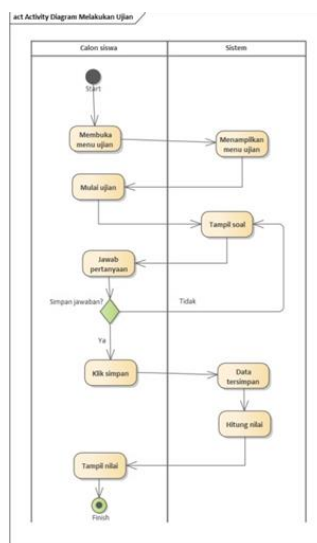 act Activity Diagram Melakukan Ujian
Calon siswa
Sistem
Start
Membuka
menu ujian
Menampilkan
menu ujian
Mulai ujian
Tampil soal
Jawab
pertanyaan
Simpan jawaban?
Tidak
Ya
Klik simpan
Data
tersimpan
Hitung nilai
Tampil nilai
Finish